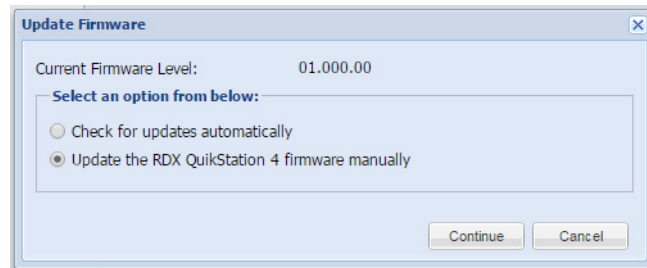 Update Firmware
Current Firmware Level: 01.000.00
Select an option from below:
Check for updates automatically
Update the RDX QuikStation 4 firmware manually
Continue Cancel